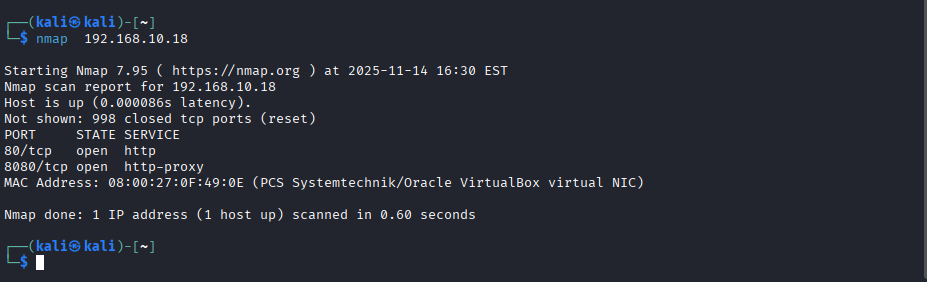 ┌──(kali㉿kali)-[~]
└─$ nmap  192.168.10.18
Starting Nmap 7.95 ( https://nmap.org ) at 2025-11-14 16:30 EST
Nmap scan report for 192.168.10.18
Host is up (0.000086s latency).
Not shown: 998 closed tcp ports (reset)
PORT     STATE SERVICE
80/tcp   open  http
8080/tcp open  http-proxy
MAC Address: 08:00:27:0F:49:0E (PCS Systemtechnik/Oracle VirtualBox virtual NIC)
Nmap done: 1 IP address (1 host up) scanned in 0.60 seconds
┌──(kali㉿kali)-[~]
└─$